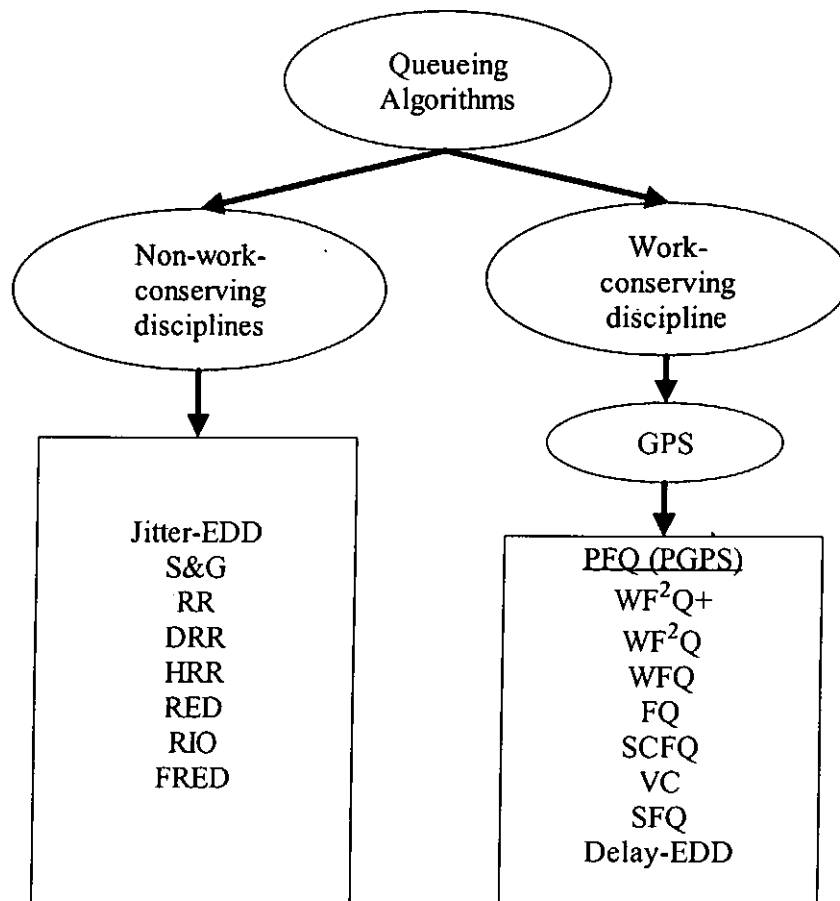 Queueing
Algorithms
Non-work-
conserving
disciplines
Work-
conserving
discipline
GPS
Jitter-EDD
S&G
RR
DRR
HRR
RED
RIO
FRED
PFQ (PGPS)
WF²Q+
WF²Q
WFQ
FQ
SCFQ
VC
SFQ
Delay-EDD